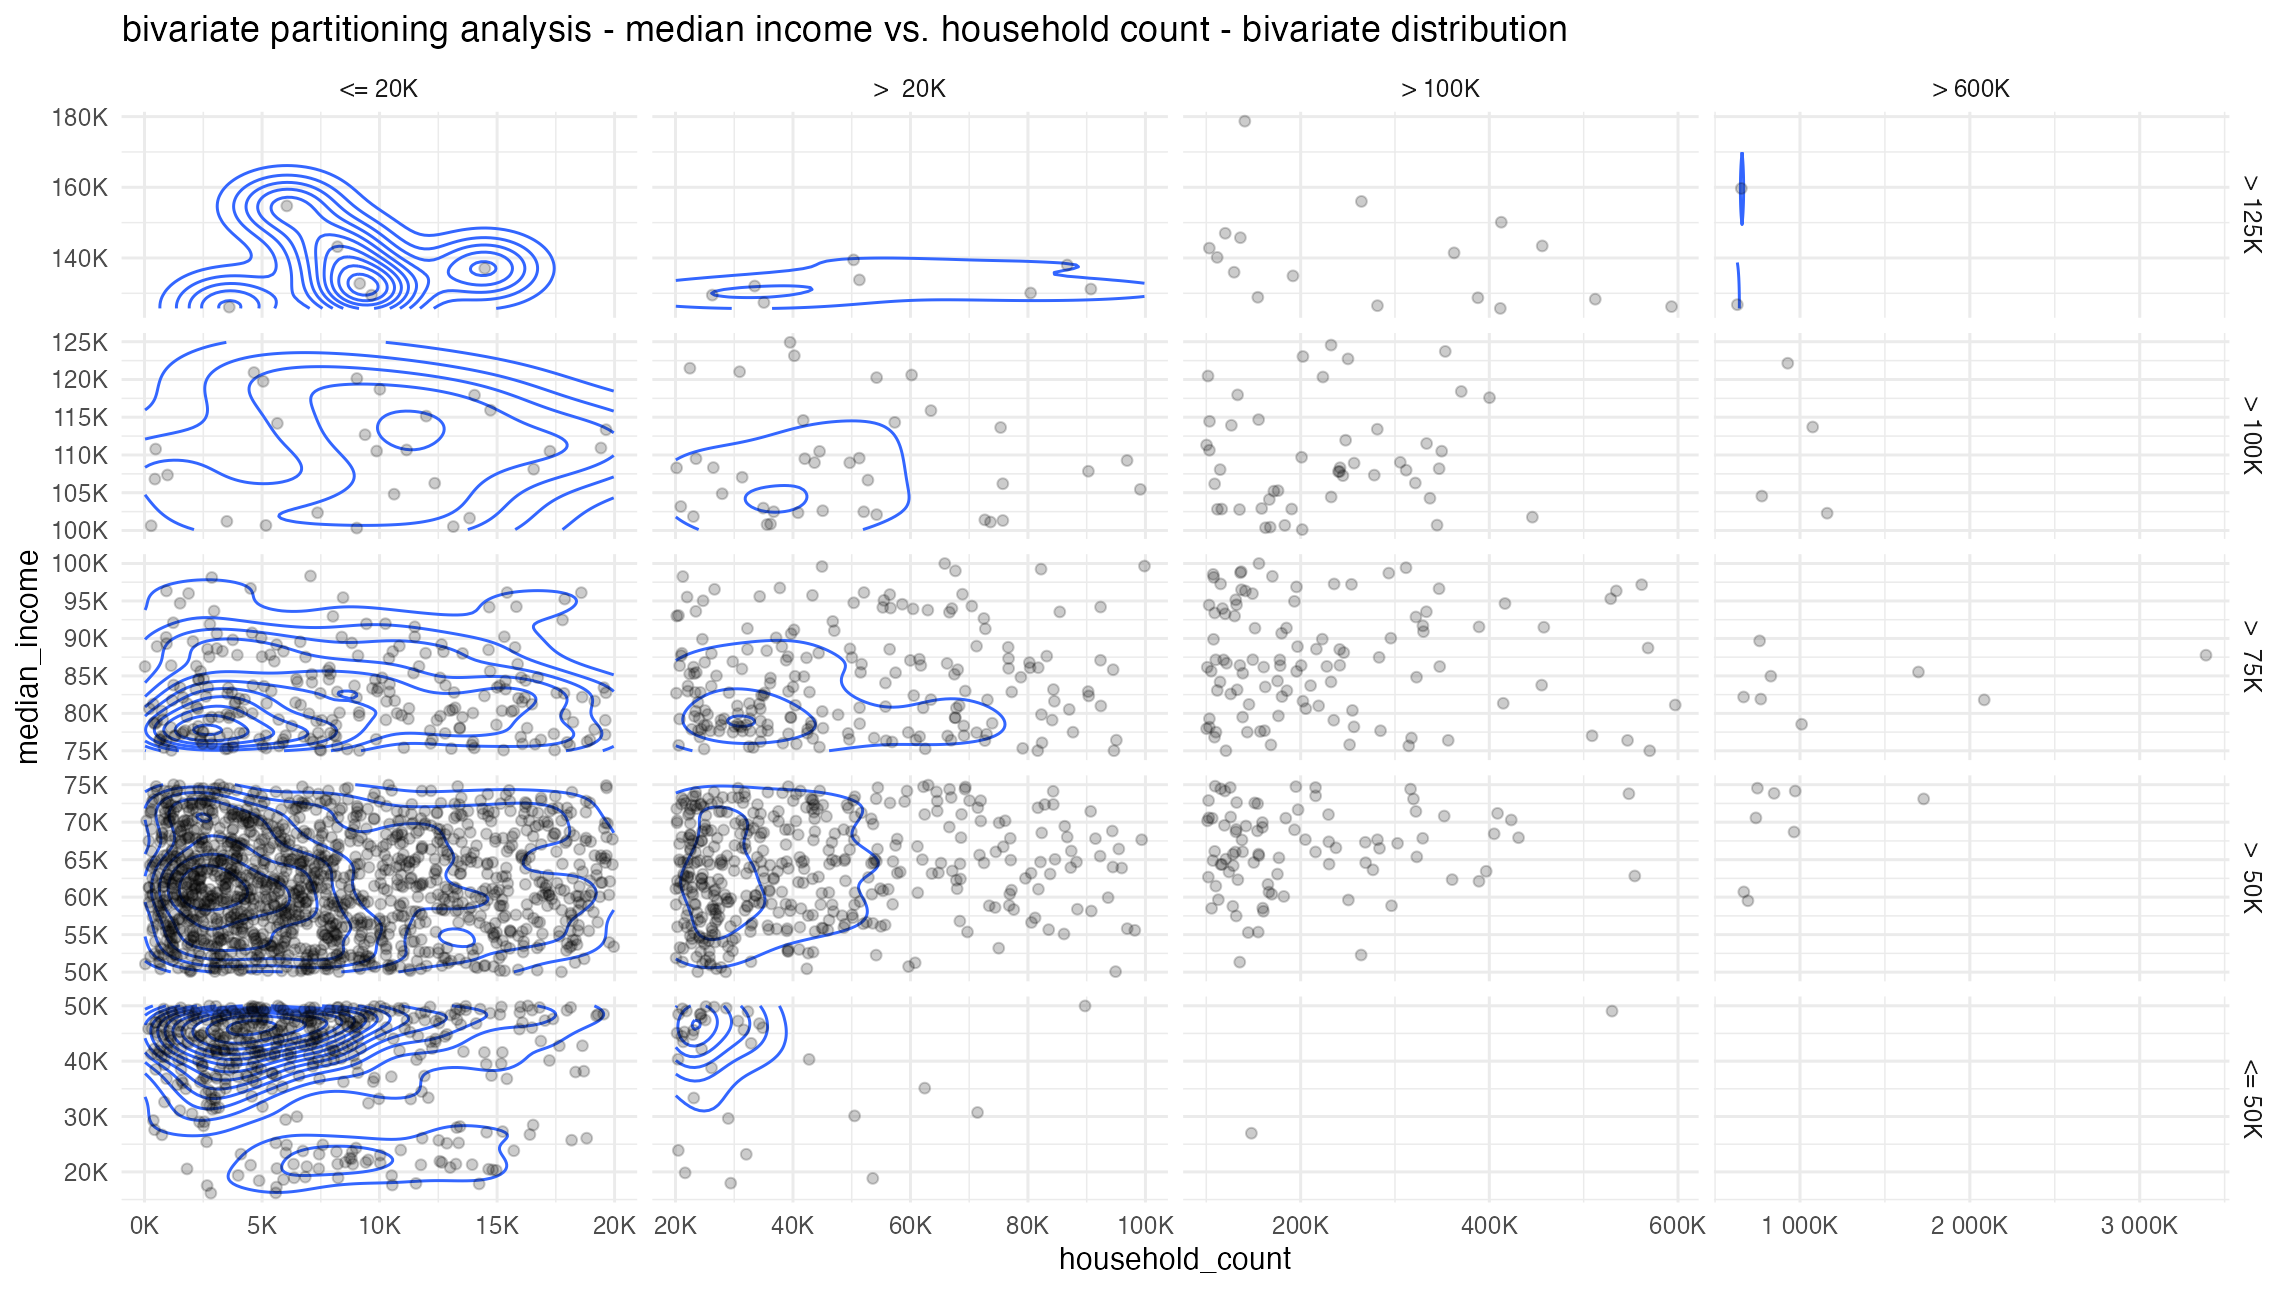 bivariate partitioning analysis - median income vs. household count - bivariate distribution
<= 20K
> 20K
> 100K
> 600K
180K
160K
140K
> 125K
125K
120K
115K
110K
105K
100K
> 100K
100K
95K
90K
85K
80K
75K
> 75K
75K
70K
65K
60K
55K
50K
> 50K
50K
40K
30K
20K
<= 50K
median_income
0K 5K 10K 15K 20K 20K 40K 60K 80K 100K 200K 400K 600K 1 000K 2 000K 3 000K
household_count